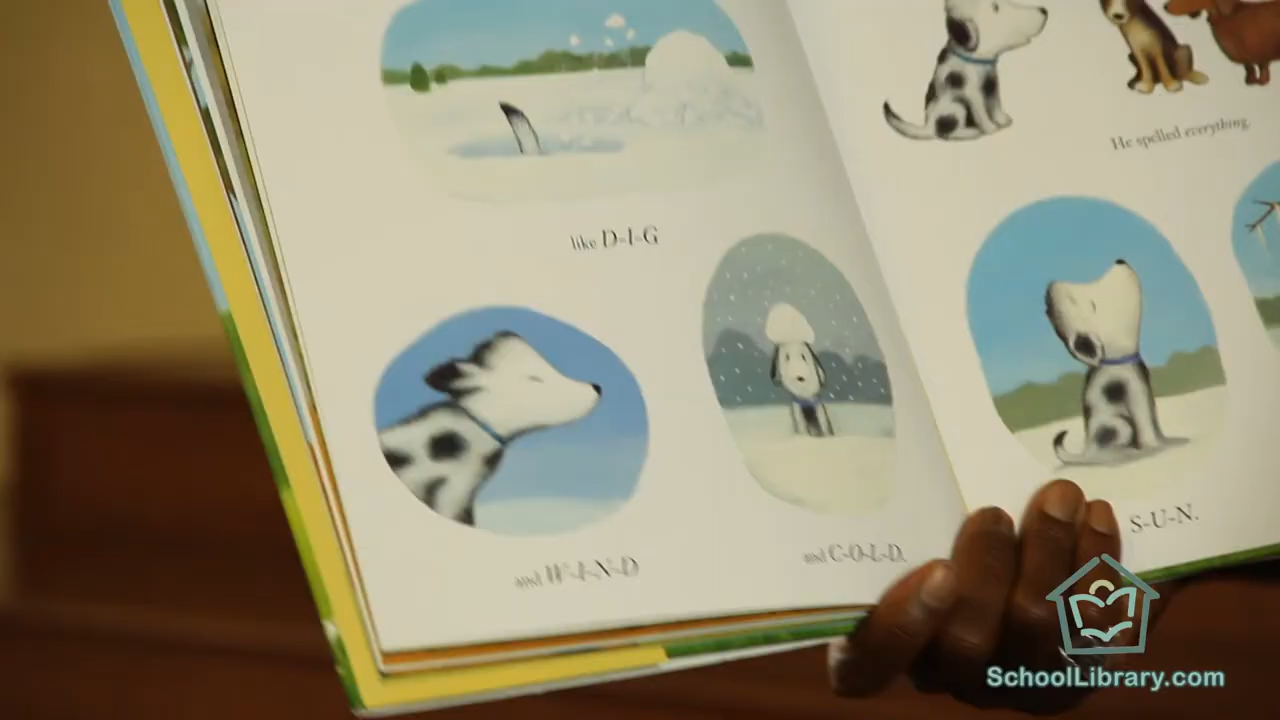 like D-I-G
and W-I-N-D
and C-O-L-D.
He spelled everything.
S-U-N.
SchoolLibrary.com